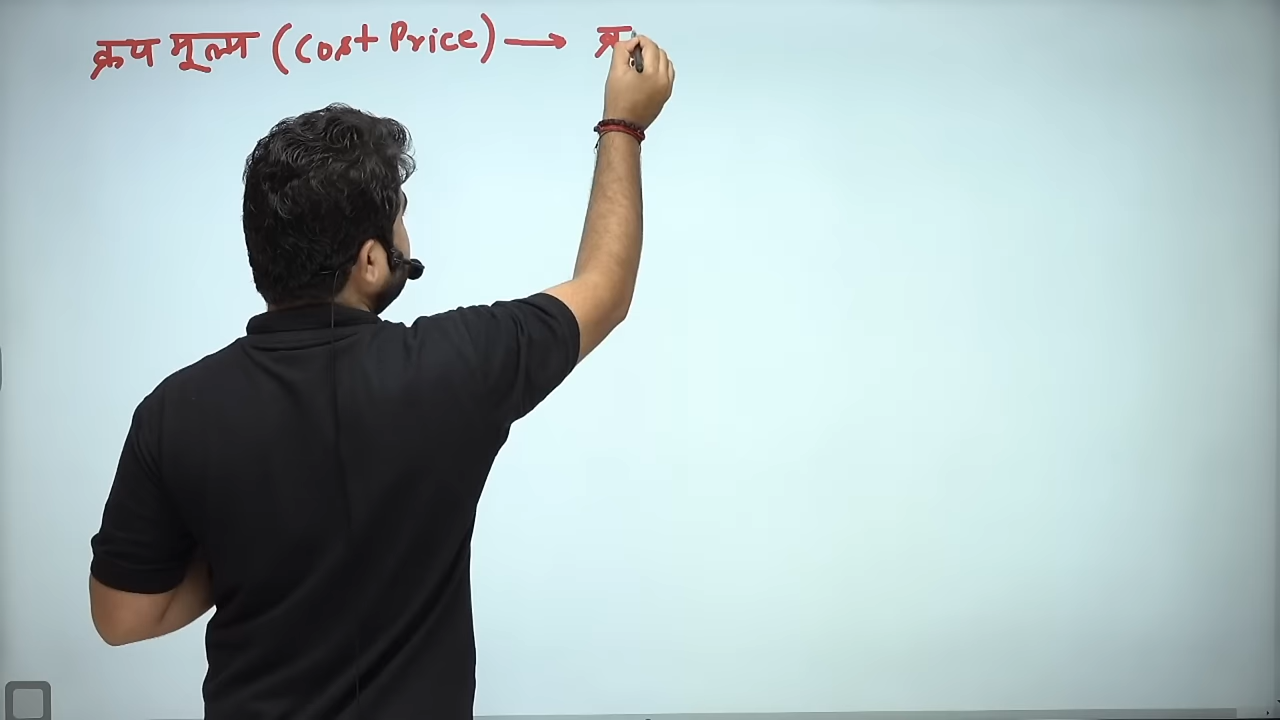 क्रय मूल्य (Cost Price) →